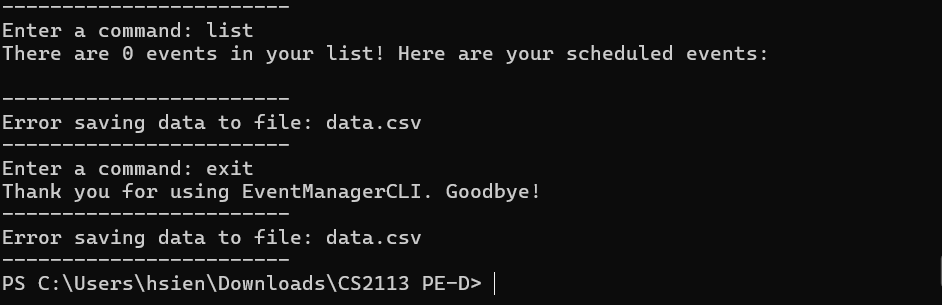 ------------------------
Enter a command: list
There are 0 events in your list! Here are your scheduled events:

------------------------
Error saving data to file: data.csv
------------------------
Enter a command: exit
Thank you for using EventManagerCLI. Goodbye!
------------------------
Error saving data to file: data.csv
------------------------
PS C:\Users\hsien\Downloads\CS2113 PE-D>